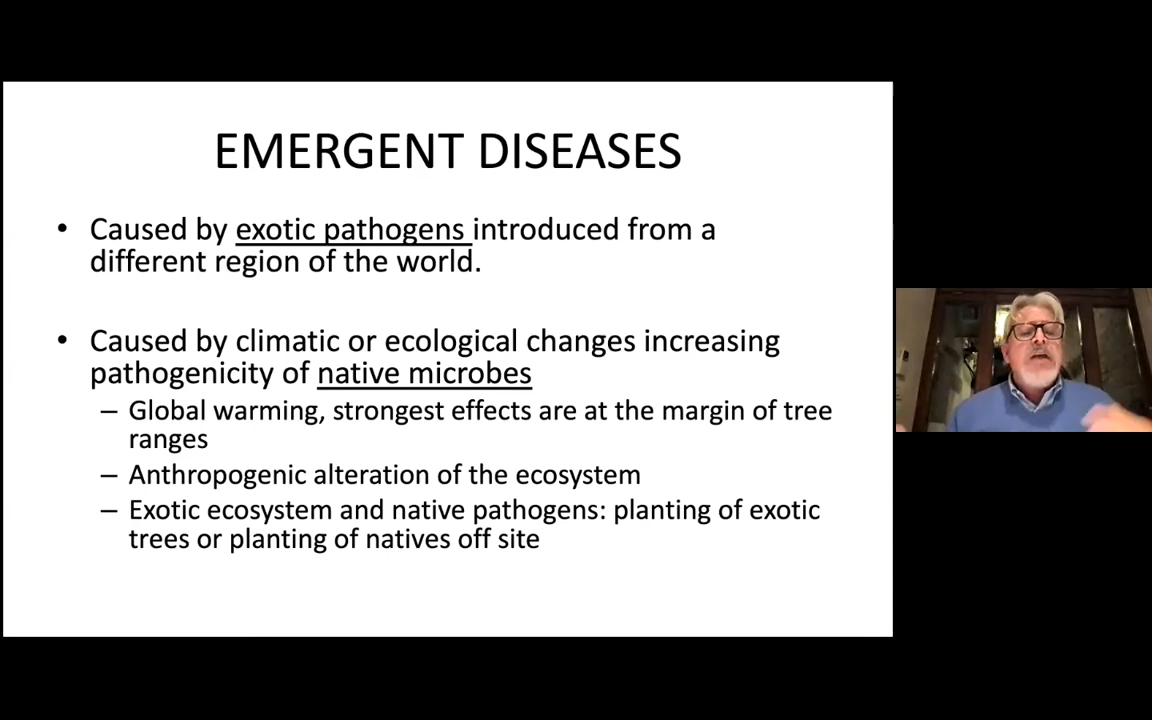 EMERGENT DISEASES
• Caused by exotic pathogens introduced from a
different region of the world.
• Caused by climatic or ecological changes increasing
pathogenicity of native microbes
– Global warming, strongest effects are at the margin of tree
ranges
– Anthropogenic alteration of the ecosystem
– Exotic ecosystem and native pathogens: planting of exotic
trees or planting of natives off site